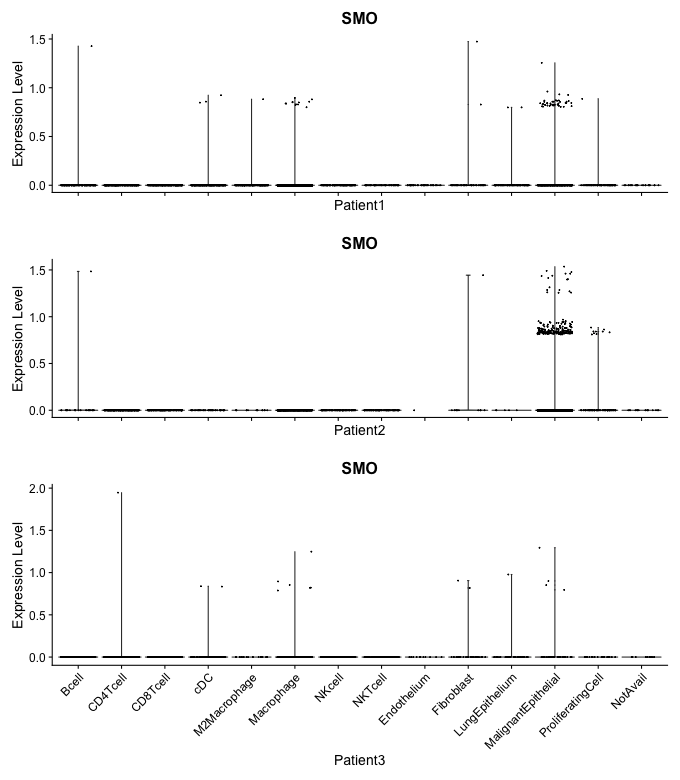 SMO
Expression Level
1.5
1.0
0.5
0.0
Patient1
SMO
Expression Level
1.5
1.0
0.5
0.0
Patient2
SMO
Expression Level
2.0
1.5
1.0
0.5
0.0
Bcell
CD4Tcell
CD8Tcell
cDC
M2Macrophage
Macrophage
NKcell
NKTcell
Endothelium
Fibroblast
LungEpithelium
MalignantEpithelial
ProliferatingCell
NotAvail
Patient3